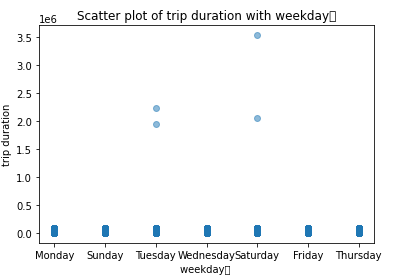 Scatter plot of trip duration with weekday
1e6
3.5
3.0
2.5
2.0
1.5
1.0
0.5
0.0
trip duration
Monday Sunday Tuesday Wednesday Saturday Friday Thursday
weekday